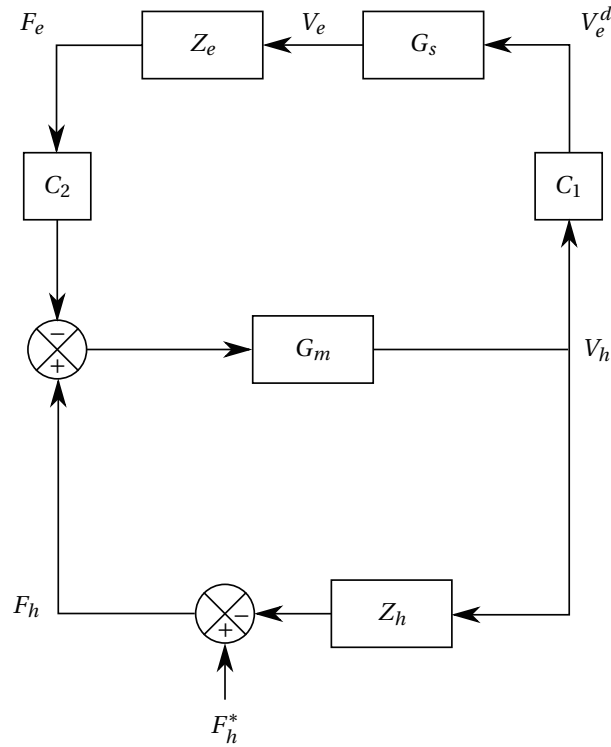 F_e Z_e V_e G_s V_e^d
C_2 C_1
−
+
G_m V_h
F_h − Z_h
+
F_h^*